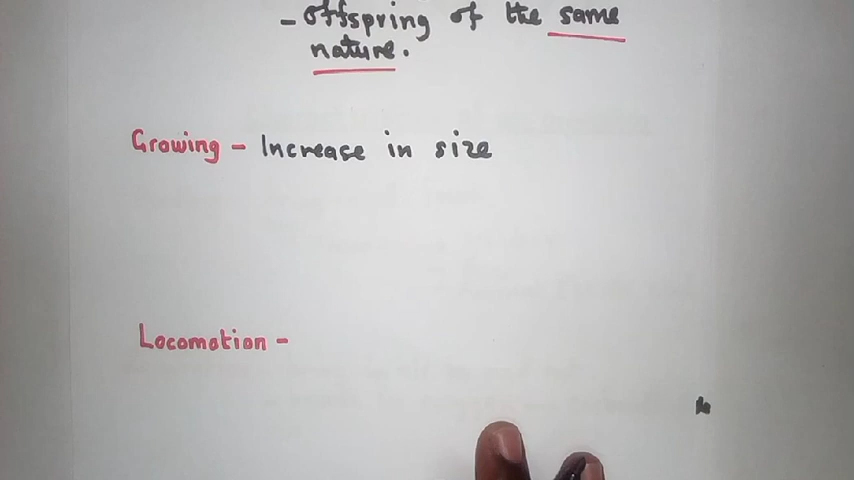 - Offspring of the same
nature.
Growing - Increase in size
Locomotion -